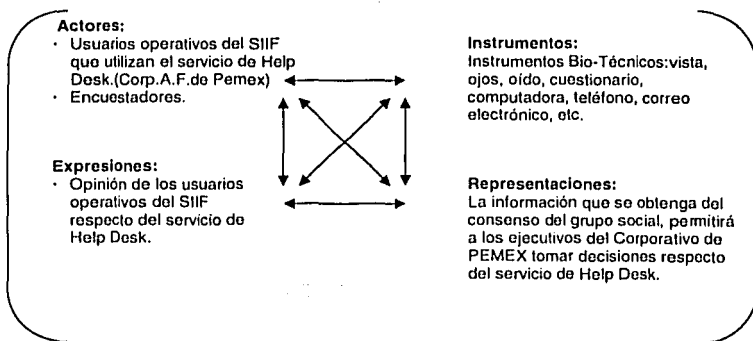 Actores:
· Usuarios operativos del SIIF
que utilizan el servicio de Help
Desk.(Corp.A.F.de Pemex)
· Encuestadores.
Instrumentos:
Instrumentos Bio-Técnicos:vista,
ojos, oído, cuestionario,
computadora, teléfono, correo
electrónico, etc.
Expresiones:
· Opinión de los usuarios
operativos del SIIF
respecto del servicio de
Help Desk.
Representaciones:
La información que se obtenga del
consenso del grupo social, permitirá
a los ejecutivos del Corporativo de
PEMEX tomar decisiones respecto
del servicio de Help Desk.